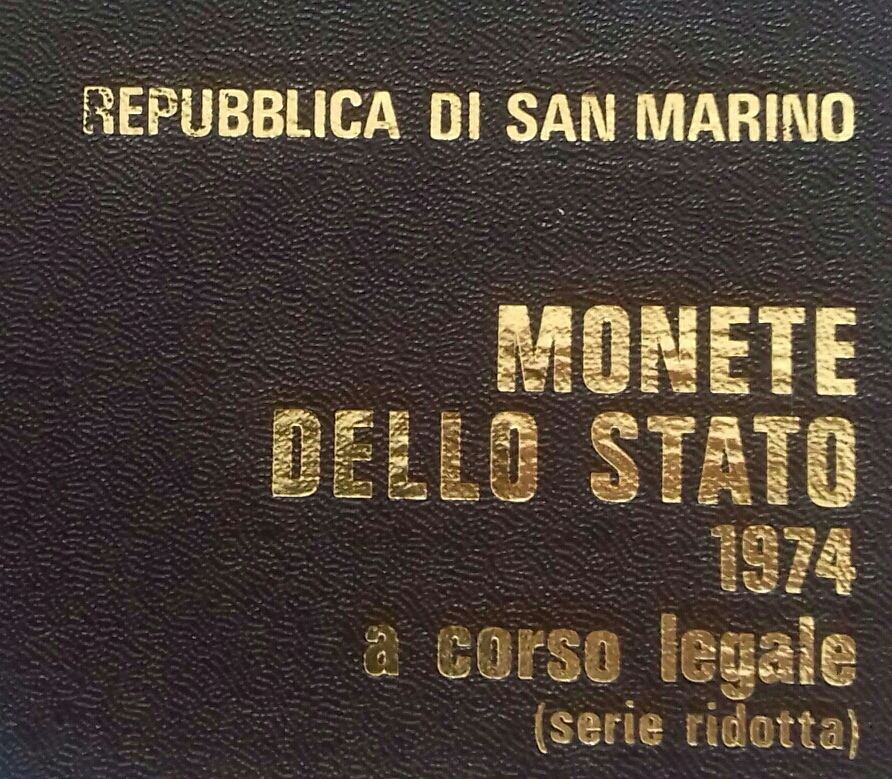 REPUBBLICA DI SAN MARINO
MONETE
DELLO STATO
1974
a corso legale
(serie ridotta)